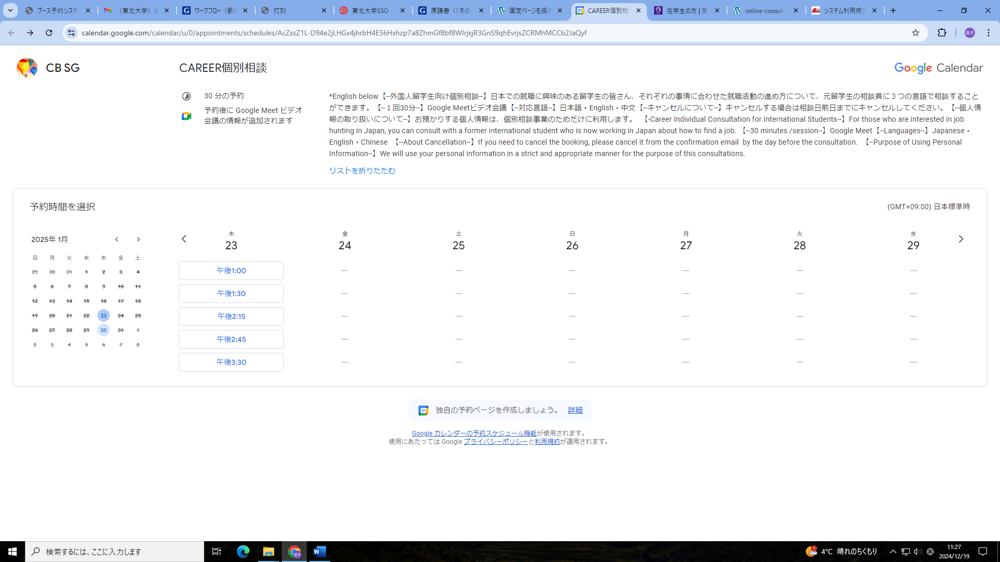 ブース予約システ
（東北大学）留
ワークフロー（最新
打刻
東北大学SSO -
原議書（「冬の
固定ページを編集
CAREER個別相談
在学生の方 | 東
online-consul
システム利用規定
calendar.google.com/calendar/u/0/appointments/schedules/AcZssZ1L-D94e2jLHGx4jhrbH4E56Hxhzp7a8ZhmGf8bf8WIrjxjR3GnS9qhEvrjsZCRMhMCCb2JaQyf
良子
CB SG
CAREER個別相談
Google Calendar
30 分の予約
予約後に Google Meet ビデオ
会議の情報が追加されます
*English below【--外国人留学生向け個別相談--】日本での就職に興味のある留学生の皆さん、それぞれの事情に合わせた就職活動の進め方について、元留学生の相談員に３つの言語で相談すること
ができます。【--１回30分--】Google Meetビデオ会議【--対応言語--】日本語・English・中文【--キャンセルについて--】キャンセルする場合は相談日前日までにキャンセルしてください。【--個人情
報の取り扱いについて--】お預かりする個人情報は、個別相談事業のためだけに利用します。 【-Career Individual Consultation for International Students--】For those who are interested in job
hunting in Japan, you can consult with a former international student who is now working in Japan about how to find a job. 【--30 minutes /session--】Google Meet【--Languages--】Japanese・
English・Chinese 【--About Cancellation--】If you need to cancel the booking, please cancel it from the confirmation email by the day before the consultation. 【--Purpose of Using Personal
Information--】We will use your personal information in a strict and appropriate manner for the purpose of this consultations.
リストを折りたたむ
予約時間を選択
(GMT+09:00) 日本標準時
2025年 1月
日 月 火 水 木 金 土
29 30 31 1 2 3 4
5 6 7 8 9 10 11
12 13 14 15 16 17 18
19 20 21 22 23 24 25
26 27 28 29 30 31 1
2 3 4 5 6 7 8
木 金 土 日 月 火 水
23 24 25 26 27 28 29
午後1:00 — — — — — —
午後1:30 — — — — — —
午後2:15 — — — — — —
午後2:45 — — — — — —
午後3:30 — — — — — —
31 独自の予約ページを作成しましょう。 詳細
Google カレンダーの予約スケジュール機能が使用されます。
使用にあたっては Google プライバシーポリシーと利用規約が適用されます。
検索するには、ここに入力します
良子
1 4°C 晴れのちくもり
11:27
2024/12/19